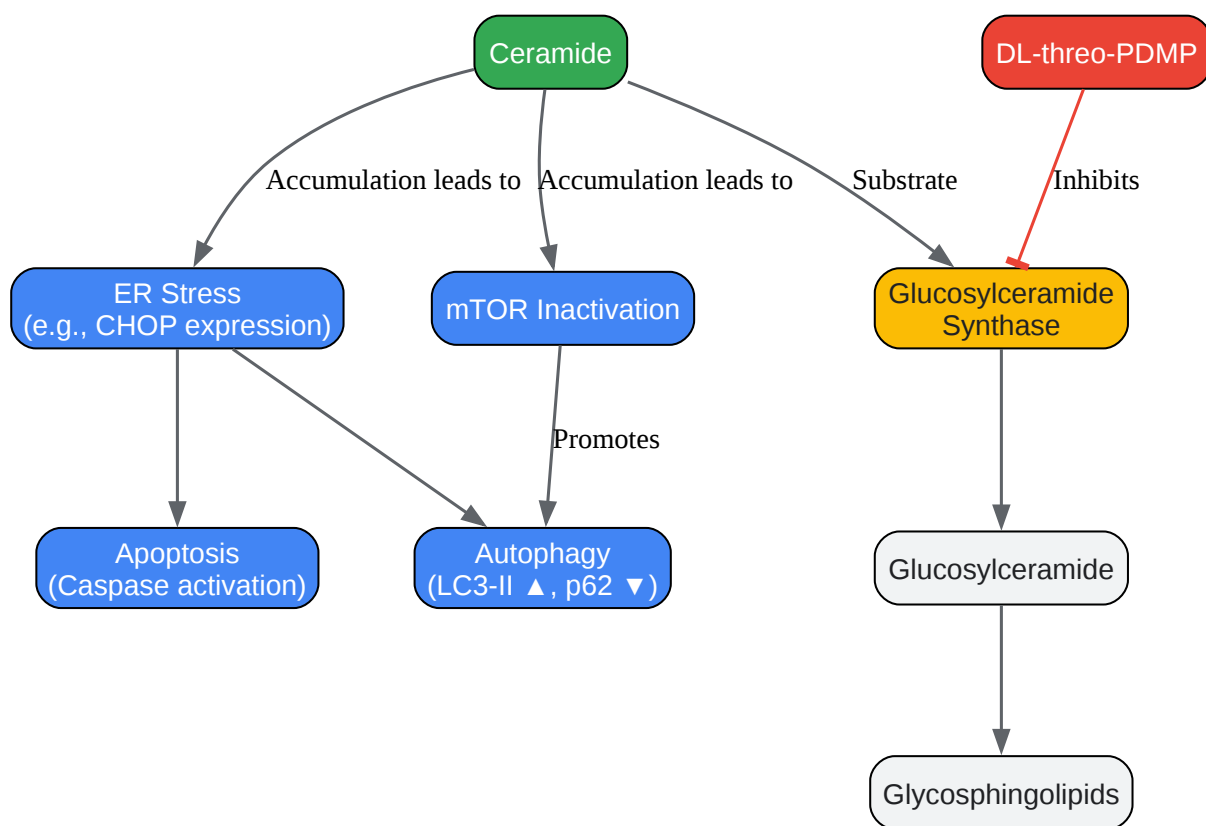 Ceramide
DL-threo-PDMP
Accumulation leads to
Accumulation leads to
Substrate
Inhibits
ER Stress
(e.g., CHOP expression)
mTOR Inactivation
Glucosylceramide
Synthase
Promotes
Apoptosis
(Caspase activation)
Autophagy
(LC3-II ▲, p62 ▼)
Glucosylceramide
Glycosphingolipids